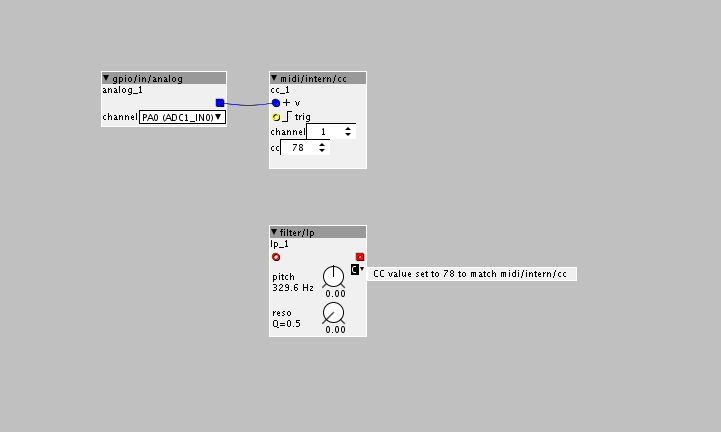 gpio/in/analog
analog_1
channel PA0 (ADC1_IN0)
midi/intern/cc
cc_1
+ v
trig
channel 1
cc 78
filter/lp
lp_1
C
CC value set to 78 to match midi/intern/cc
pitch
329.6 Hz
0.00
reso
Q=0.5
0.00